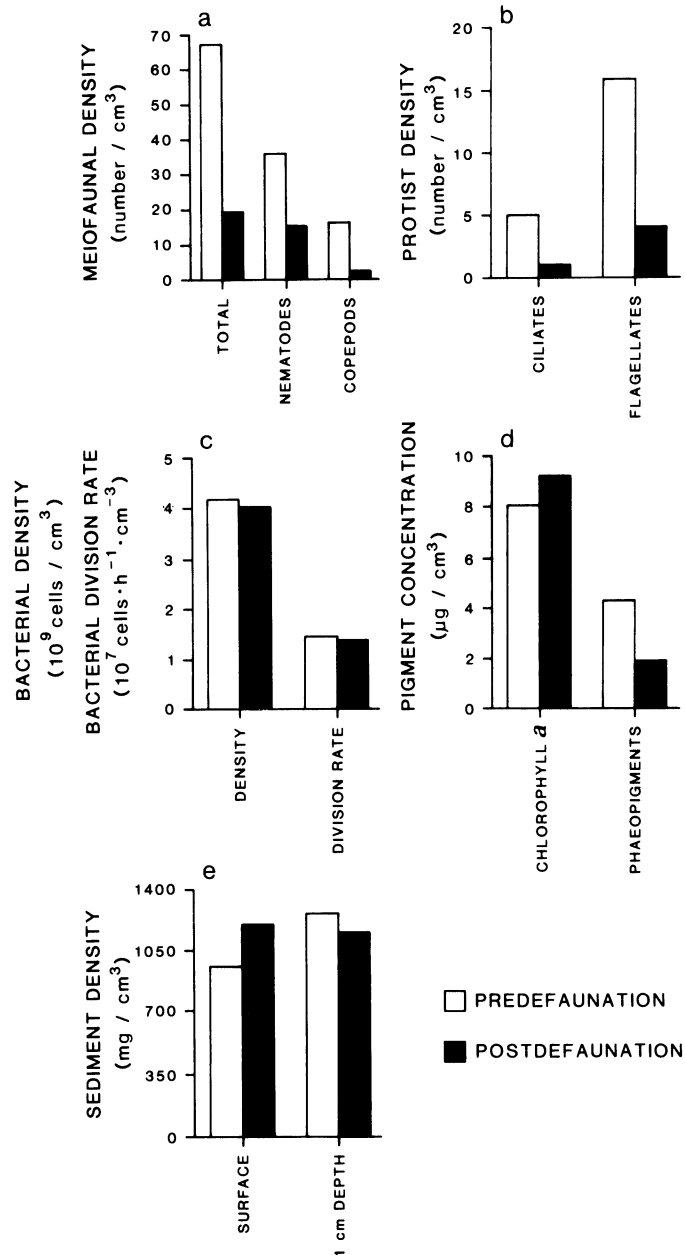 a
MEIOFAUNAL DENSITY
(number / cm³)
70
60
50
40
30
20
10
0
TOTAL
NEMATODES
COPEPODS
b
PROTIST DENSITY
(number / cm³)
20
15
10
5
0
CILIATES
FLAGELLATES
c
BACTERIAL DENSITY
(10⁹ cells / cm³)
BACTERIAL DIVISION RATE
(10⁷ cells·h⁻¹·cm⁻³)
5
4
3
2
1
0
DENSITY
DIVISION RATE
d
PIGMENT CONCENTRATION
(µg / cm³)
10
8
6
4
2
0
CHLOROPHYLL a
PHAEOPIGMENTS
e
SEDIMENT DENSITY
(mg / cm³)
1400
1050
700
350
0
SURFACE
1 cm DEPTH
PREDEFAUNATION
POSTDEFAUNATION